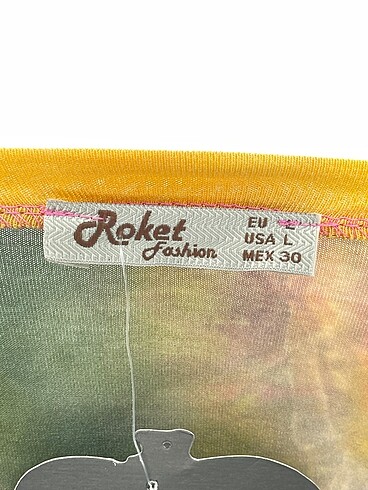 Roket
Fashion
EU
USA L
MEX 30